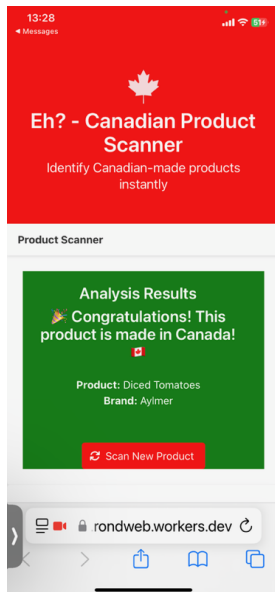 13:28
51
◀ Messages
Eh? - Canadian Product
Scanner
Identify Canadian-made products
instantly
Product Scanner
Analysis Results
🎉 Congratulations! This
product is made in Canada!
🇨🇦
Product: Diced Tomatoes
Brand: Aylmer
Scan New Product
rondweb.workers.dev